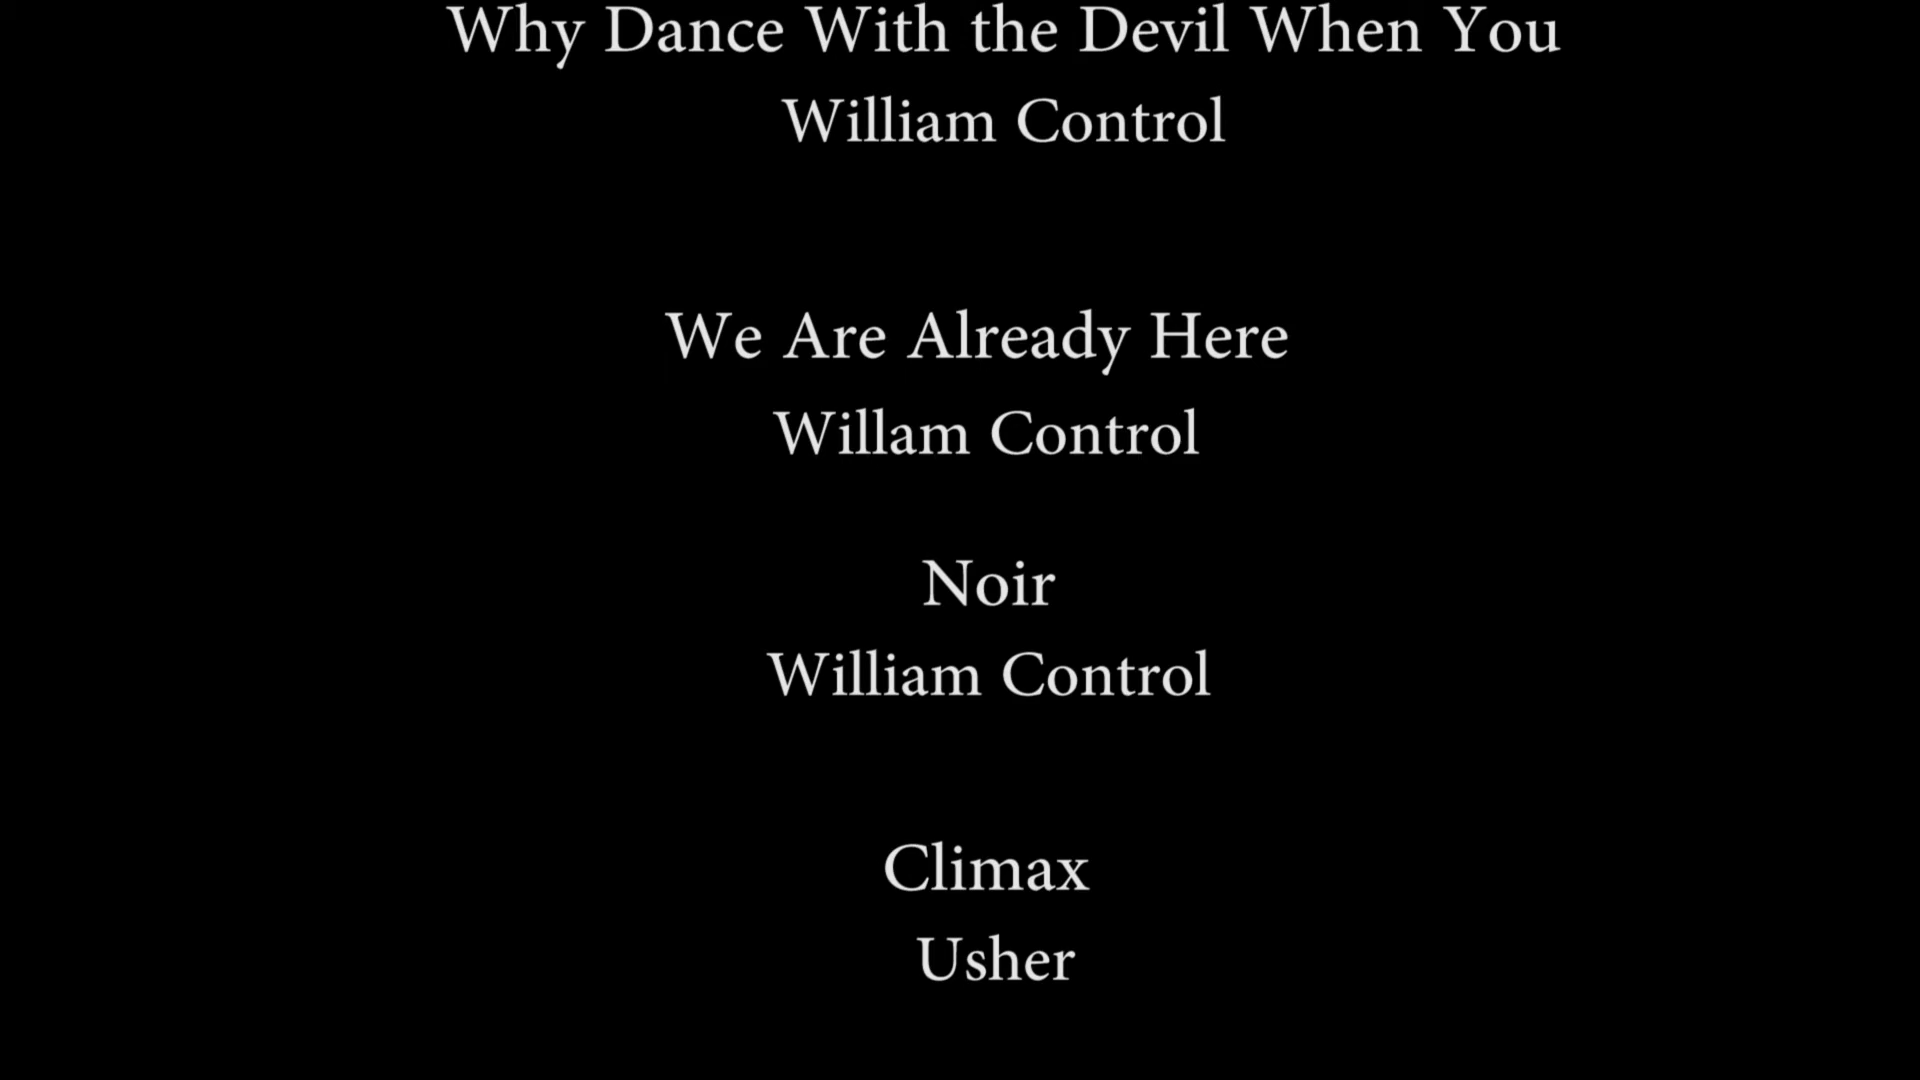 Why Dance With the Devil When You
William Control
We Are Already Here
Willam Control
Noir
William Control
Climax
Usher